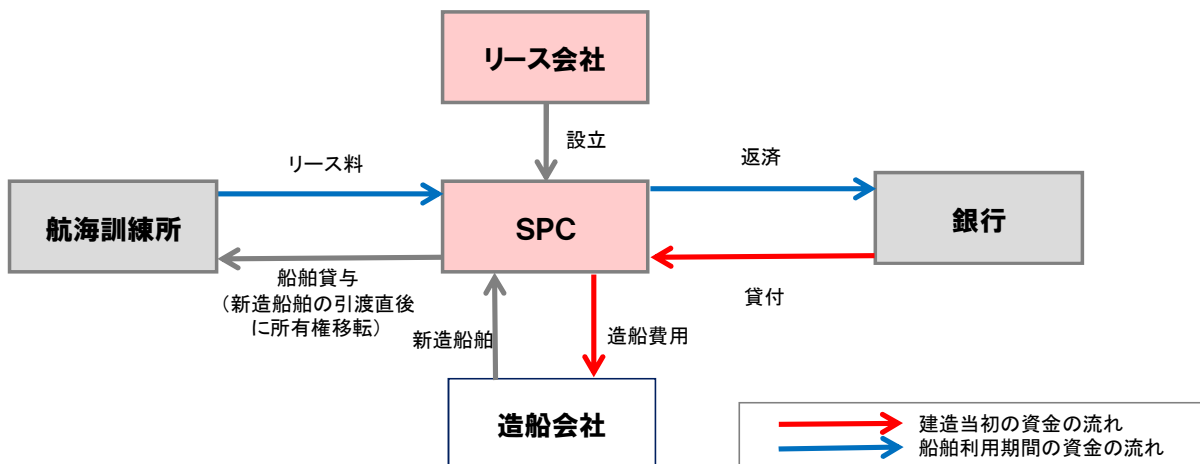 リース会社
設立
リース料
返済
航海訓練所
SPC
銀行
船舶貸与
（新造船舶の引渡直後
に所有権移転）
貸付
新造船舶
造船費用
造船会社
建造当初の資金の流れ
船舶利用期間の資金の流れ